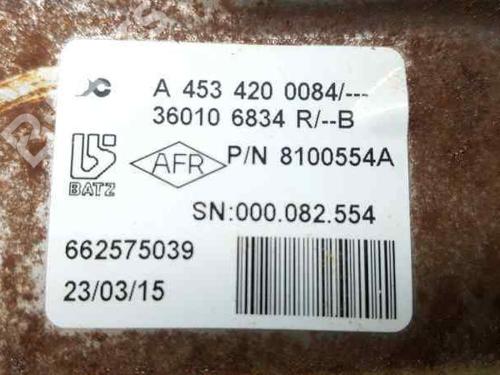 A 453 420 0084/---
36010 6834 R/--B
BATZ
AFR
P/N 8100554A
SN:000.082.554
662575039
23/03/15